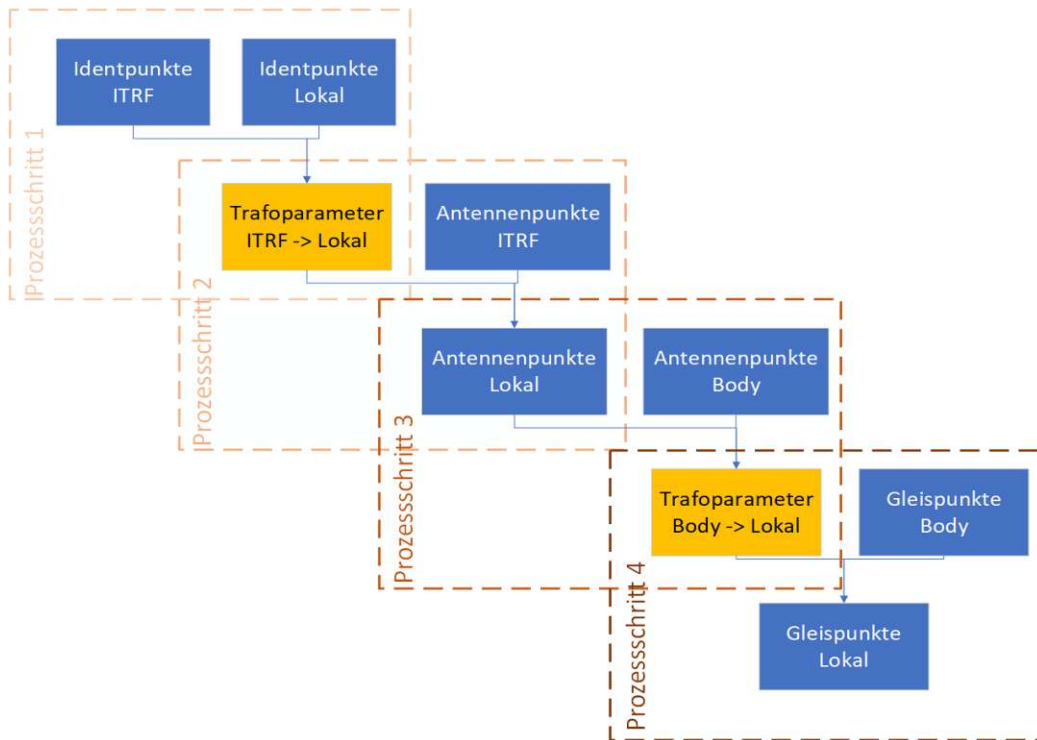 Identpunkte
ITRF
Identpunkte
Lokal
Prozessschritt 1
Trafoparameter
ITRF -> Lokal
Antennenpunkte
ITRF
Prozessschritt 2
Antennenpunkte
Lokal
Antennenpunkte
Body
Prozessschritt 3
Trafoparameter
Body -> Lokal
Gleispunkte
Body
Prozessschritt 4
Gleispunkte
Lokal